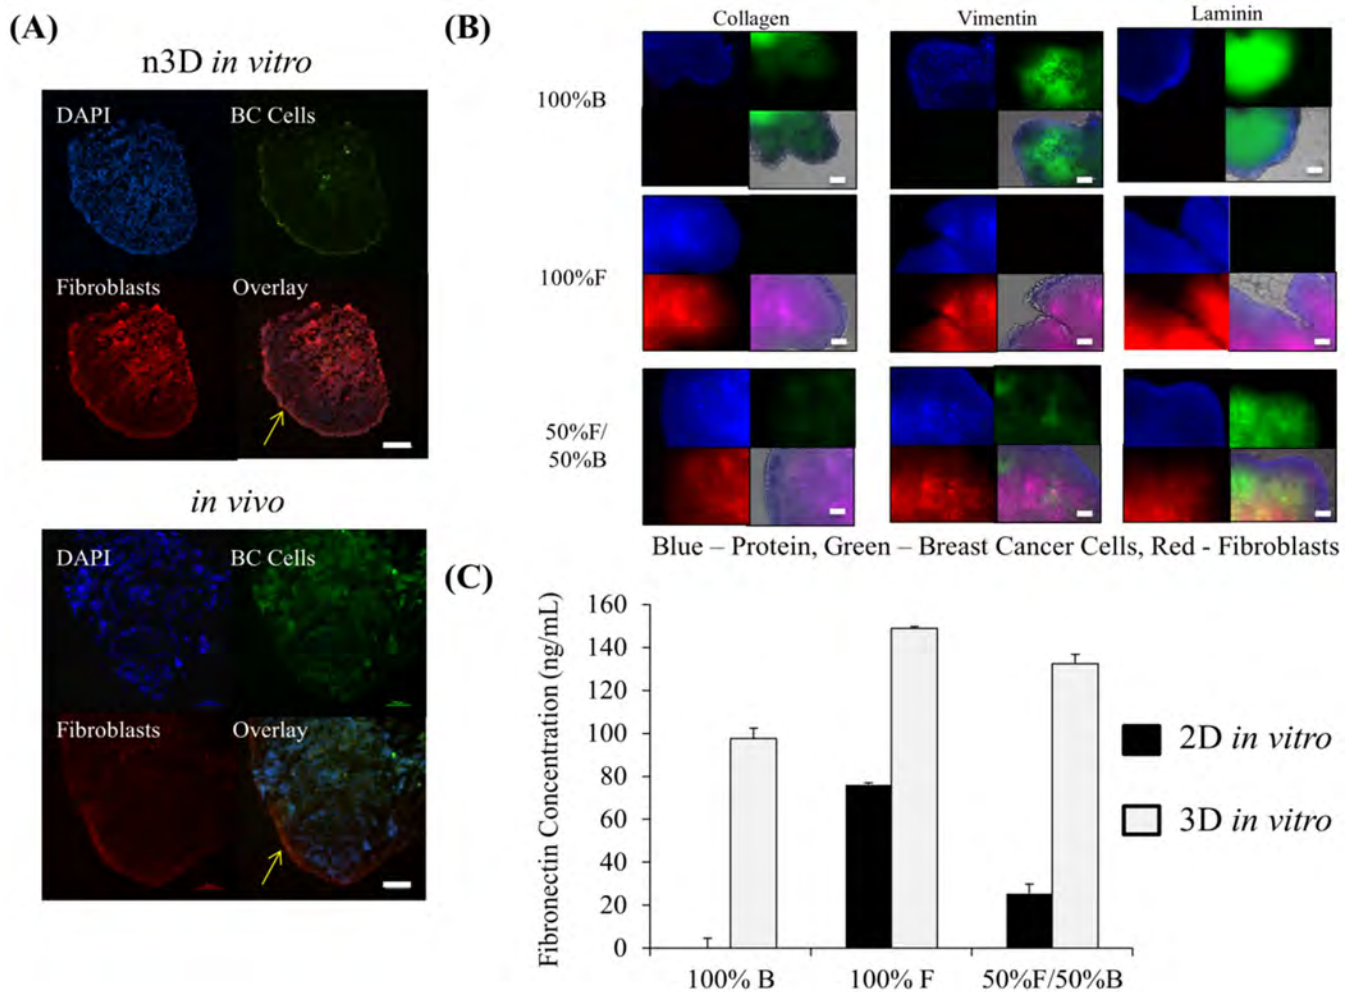 (A)
n3D in vitro
DAPI
BC Cells
Fibroblasts
Overlay
in vivo
DAPI
BC Cells
Fibroblasts
Overlay
(B)
Collagen
Vimentin
Laminin
100%B
100%F
50%F/
50%B
Blue – Protein, Green – Breast Cancer Cells, Red - Fibroblasts
(C)
Fibronectin Concentration (ng/mL)
160
140
120
100
80
60
40
20
0
100% B
100% F
50%F/50%B
2D in vitro
3D in vitro